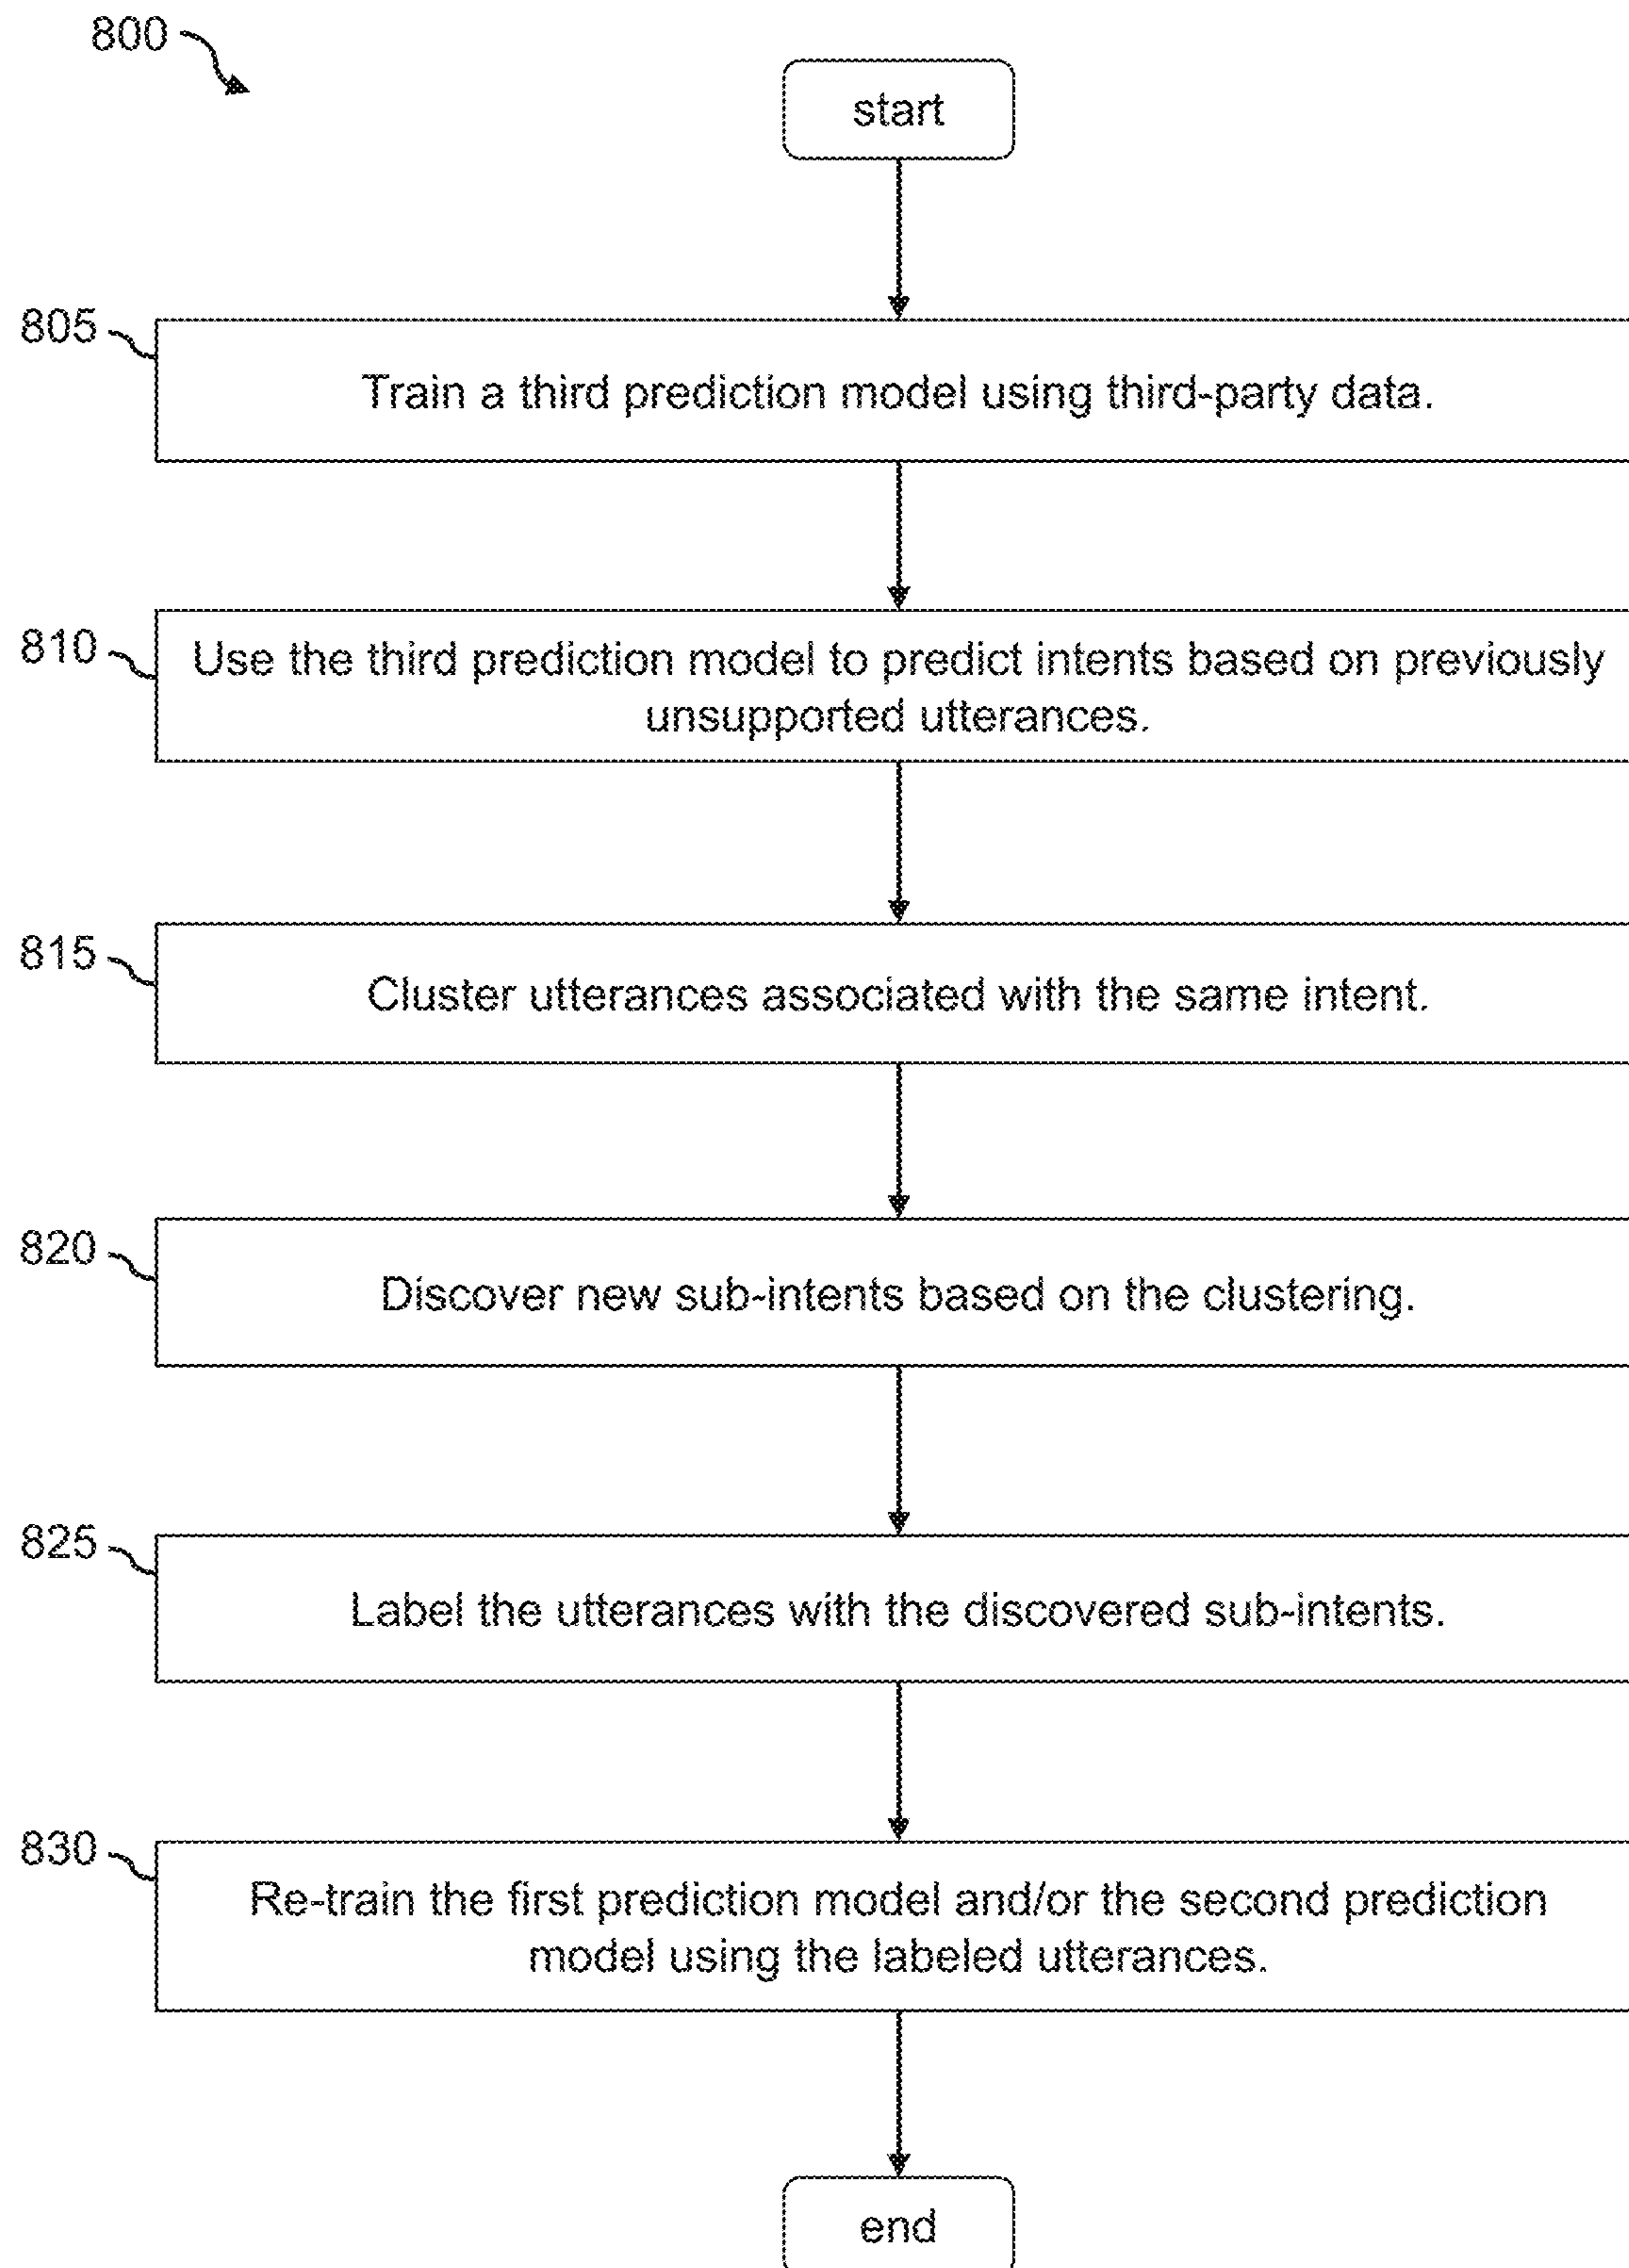 800
start
805
Train a third prediction model using third-party data.
810
Use the third prediction model to predict intents based on previously
unsupported utterances.
815
Cluster utterances associated with the same intent.
820
Discover new sub-intents based on the clustering.
825
Label the utterances with the discovered sub-intents.
830
Re-train the first prediction model and/or the second prediction
model using the labeled utterances.
end